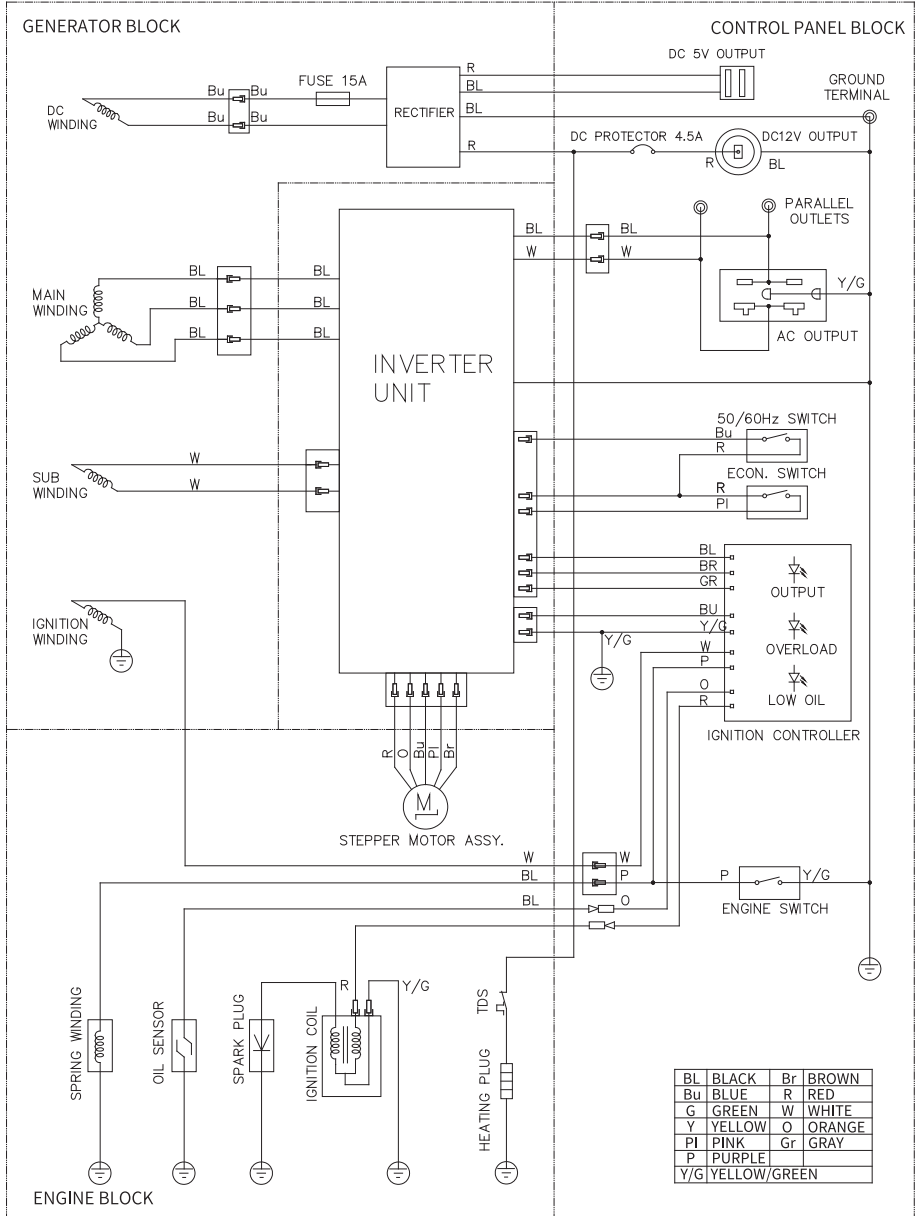 GENERATOR BLOCK
CONTROL PANEL BLOCK
DC 5V OUTPUT
R
BL
BL
R
GROUND
TERMINAL
Bu
Bu
FUSE 15A
RECTIFIER
DC
WINDING
Bu
Bu
DC PROTECTOR 4.5A
DC12V OUTPUT
R
BL
PARALLEL
OUTLETS
BL
BL
W
W
Y/G
AC OUTPUT
MAIN
WINDING
BL
BL
BL
BL
BL
BL
INVERTER
UNIT
50/60Hz SWITCH
Bu
R
ECON. SWITCH
R
PI
SUB
WINDING
W
W
BL
BR
GR
OUTPUT
BU
Y/G
Y/G
OVERLOAD
W
P
O
R
LOW OIL
IGNITION CONTROLLER
IGNITION
WINDING
R
O
Bu
PI
Br
M
STEPPER MOTOR ASSY.
W
W
BL
P
P
Y/G
ENGINE SWITCH
BL
O
R
Y/G
SPRING WINDING
OIL SENSOR
SPARK PLUG
IGNITION COIL
TDS
HEATING PLUG
BL BLACK Br BROWN
Bu BLUE R RED
G GREEN W WHITE
Y YELLOW O ORANGE
PI PINK Gr GRAY
P PURPLE
Y/G YELLOW/GREEN
ENGINE BLOCK